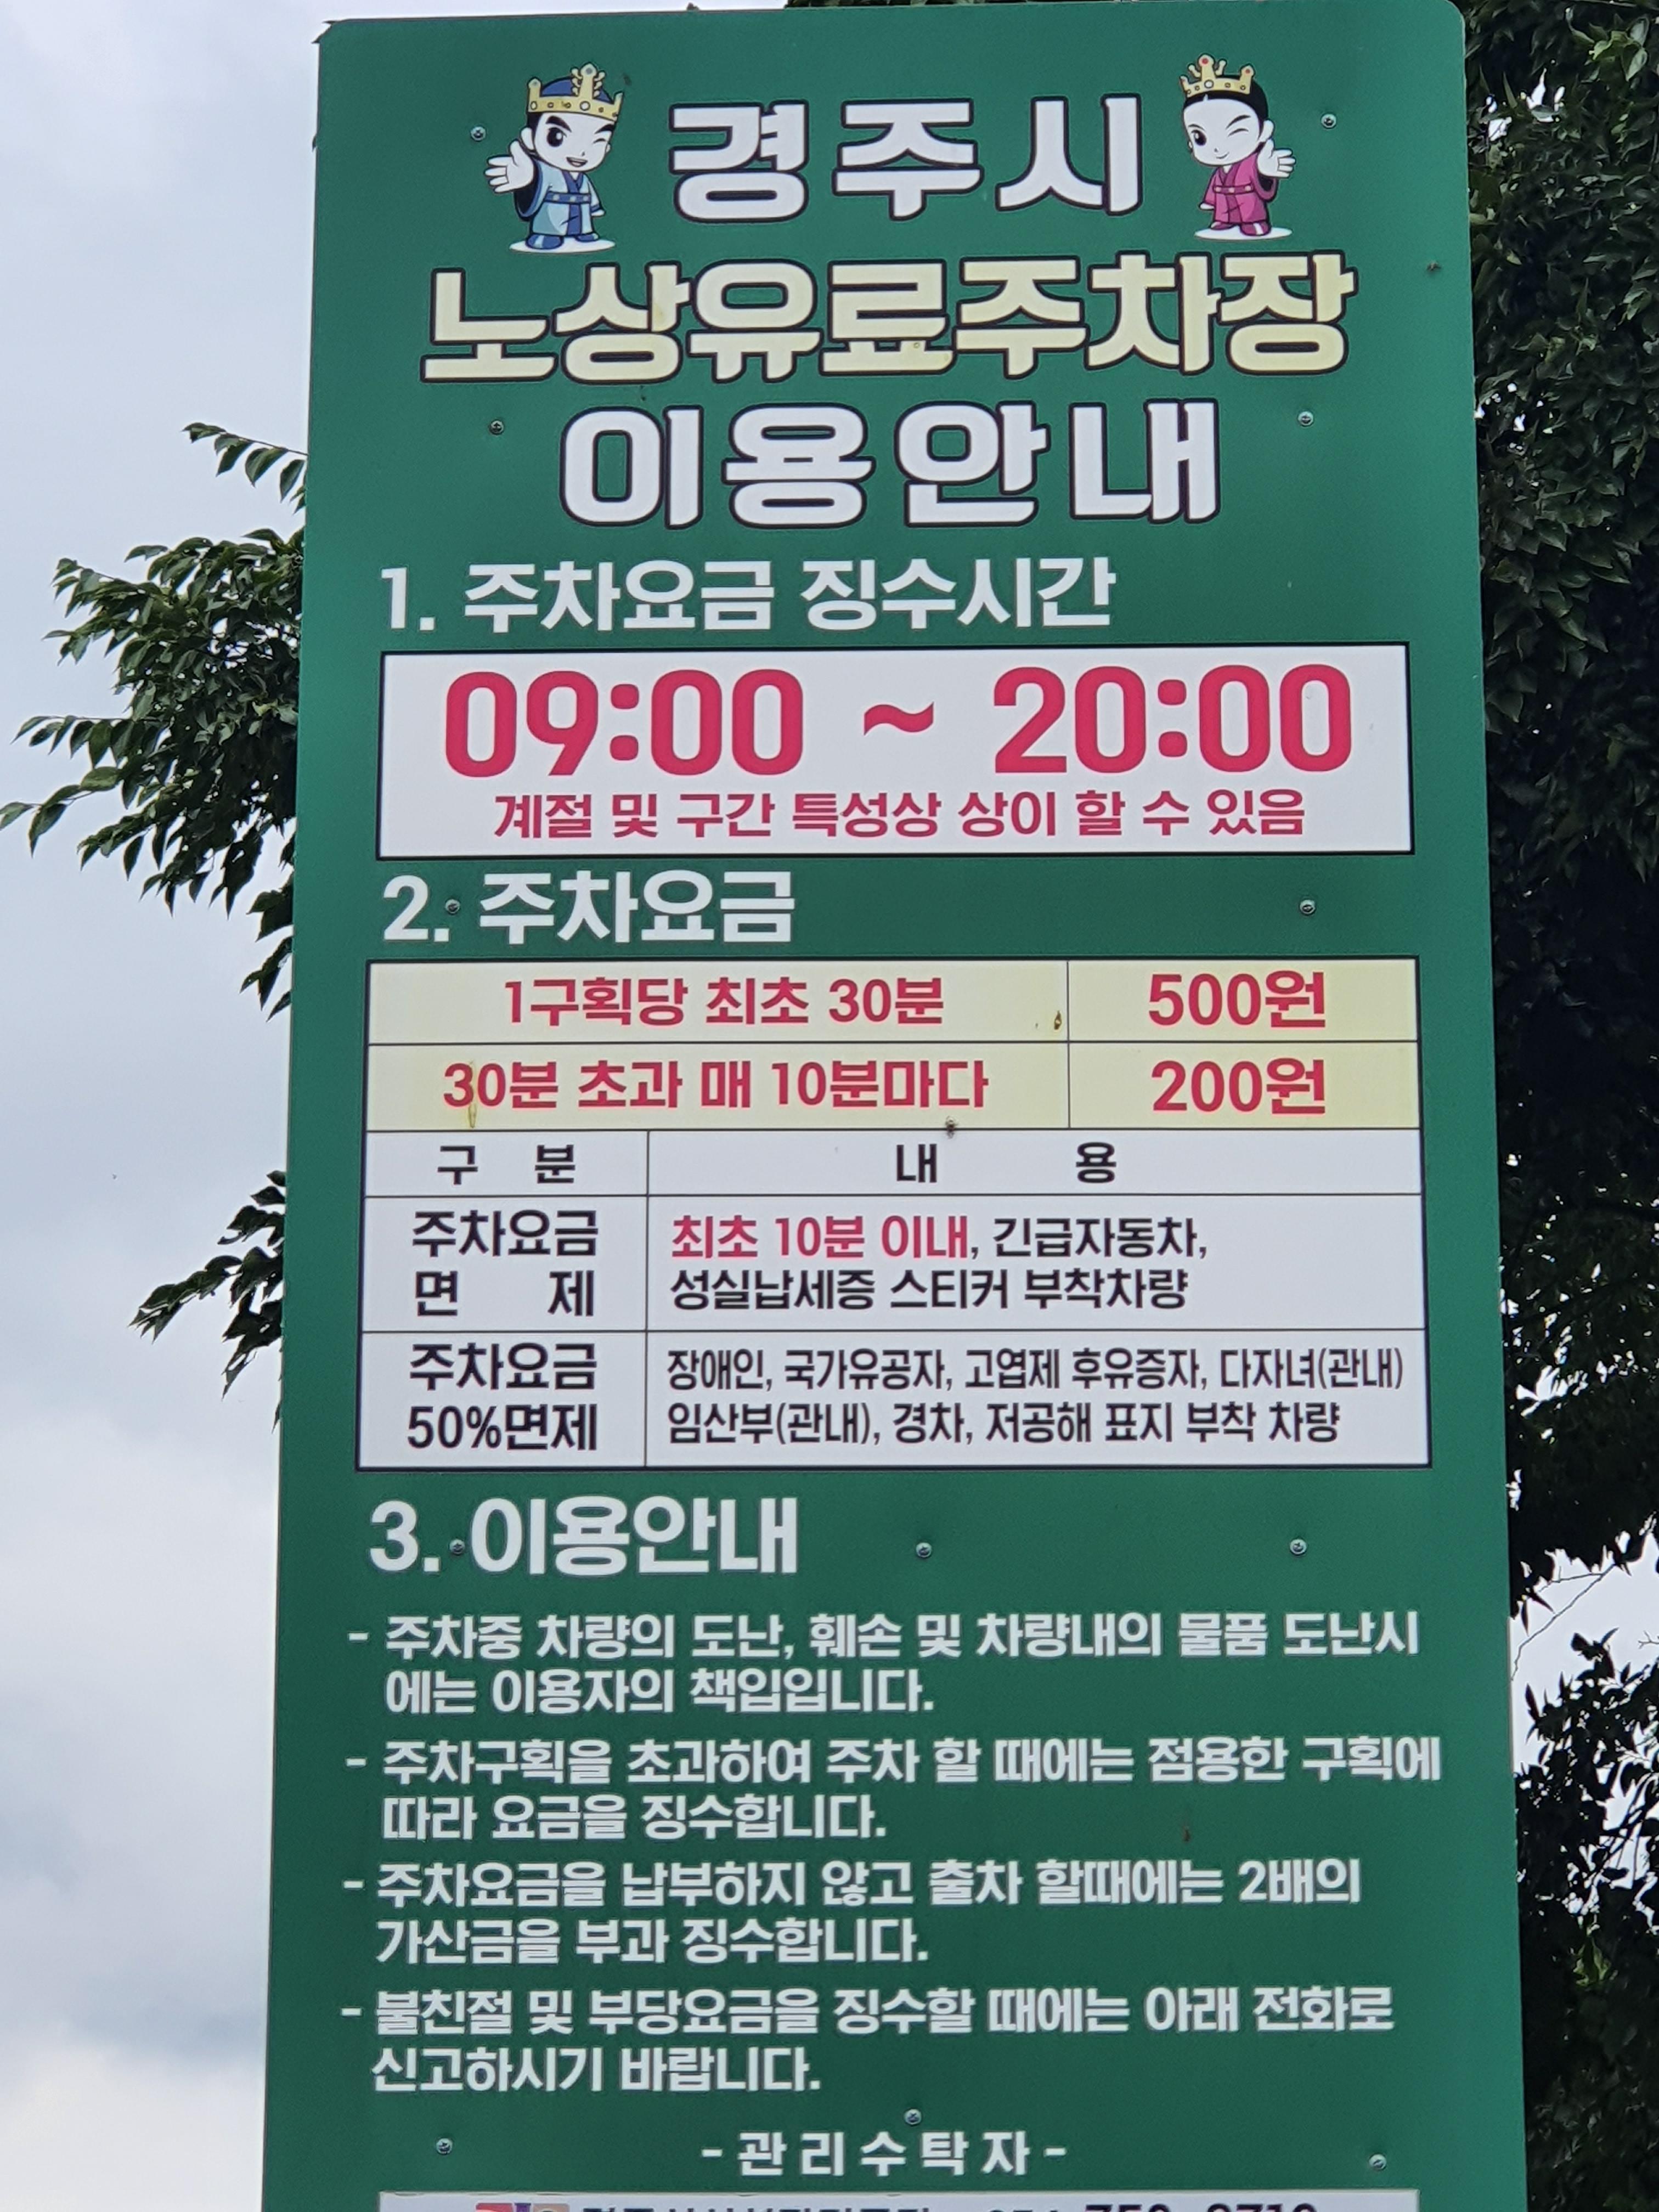 경주시
노상유료주차장
이용안내
1. 주차요금 징수시간
09:00 ~ 20:00
계절 및 구간 특성상 상이 할 수 있음
2. 주차요금
1구획당 최초 30분 500원
30분 초과 매 10분마다 200원
구 분 내 용
주차요금
면 제
최초 10분 이내, 긴급자동차,
성실납세증 스티커 부착차량
주차요금
50%면제
장애인, 국가유공자, 고엽제 후유증자, 다자녀(관내)
임산부(관내), 경차, 저공해 표지 부착 차량
3. 이용안내
- 주차중 차량의 도난, 훼손 및 차량내의 물품 도난시
에는 이용자의 책임입니다.
- 주차구획을 초과하여 주차 할 때에는 점용한 구획에
따라 요금을 징수합니다.
- 주차요금을 납부하지 않고 출차 할때에는 2배의
가산금을 부과 징수합니다.
- 불친절 및 부당요금을 징수할 때에는 아래 전화로
신고하시기 바랍니다.
- 관리수탁자 -